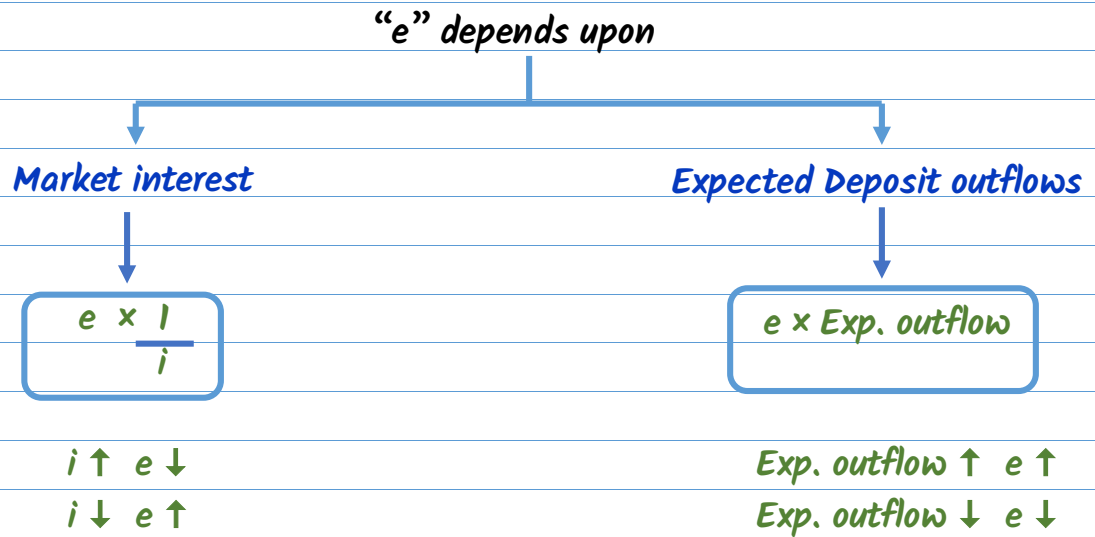 “e” depends upon
Market interest
Expected Deposit outflows
e × 1
i
e × Exp. outflow
i ↑ e ↓
i ↓ e ↑
Exp. outflow ↑ e ↑
Exp. outflow ↓ e ↓